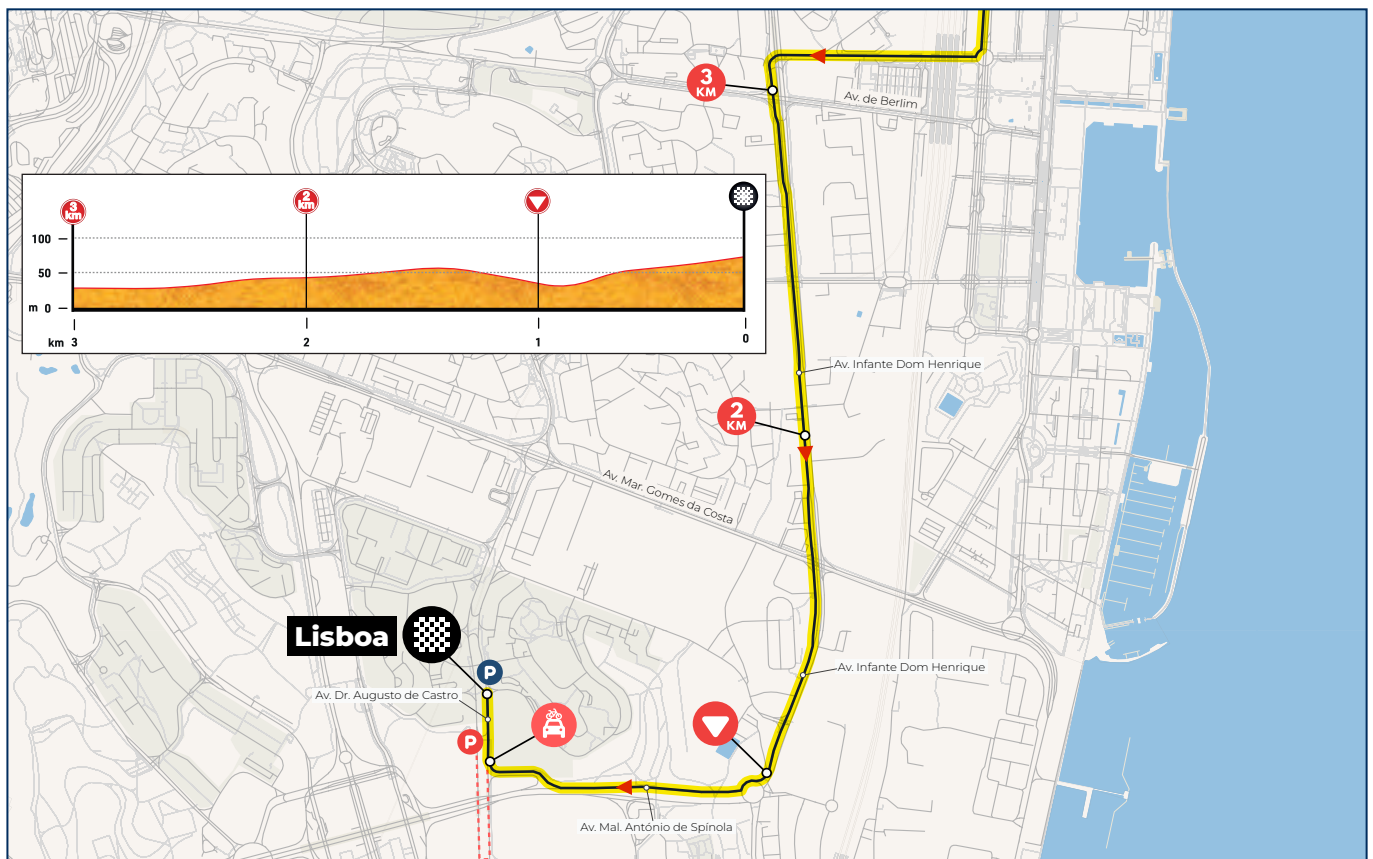 3
KM
Av. de Berlim
3
km
2
km
100
50
m 0
km 3
2
1
0
Av. Infante Dom Henrique
2
KM
Av. Mar. Gomes da Costa
Lisboa
P
Av. Infante Dom Henrique
Av. Dr. Augusto de Castro
P
Av. Mal. António de Spínola